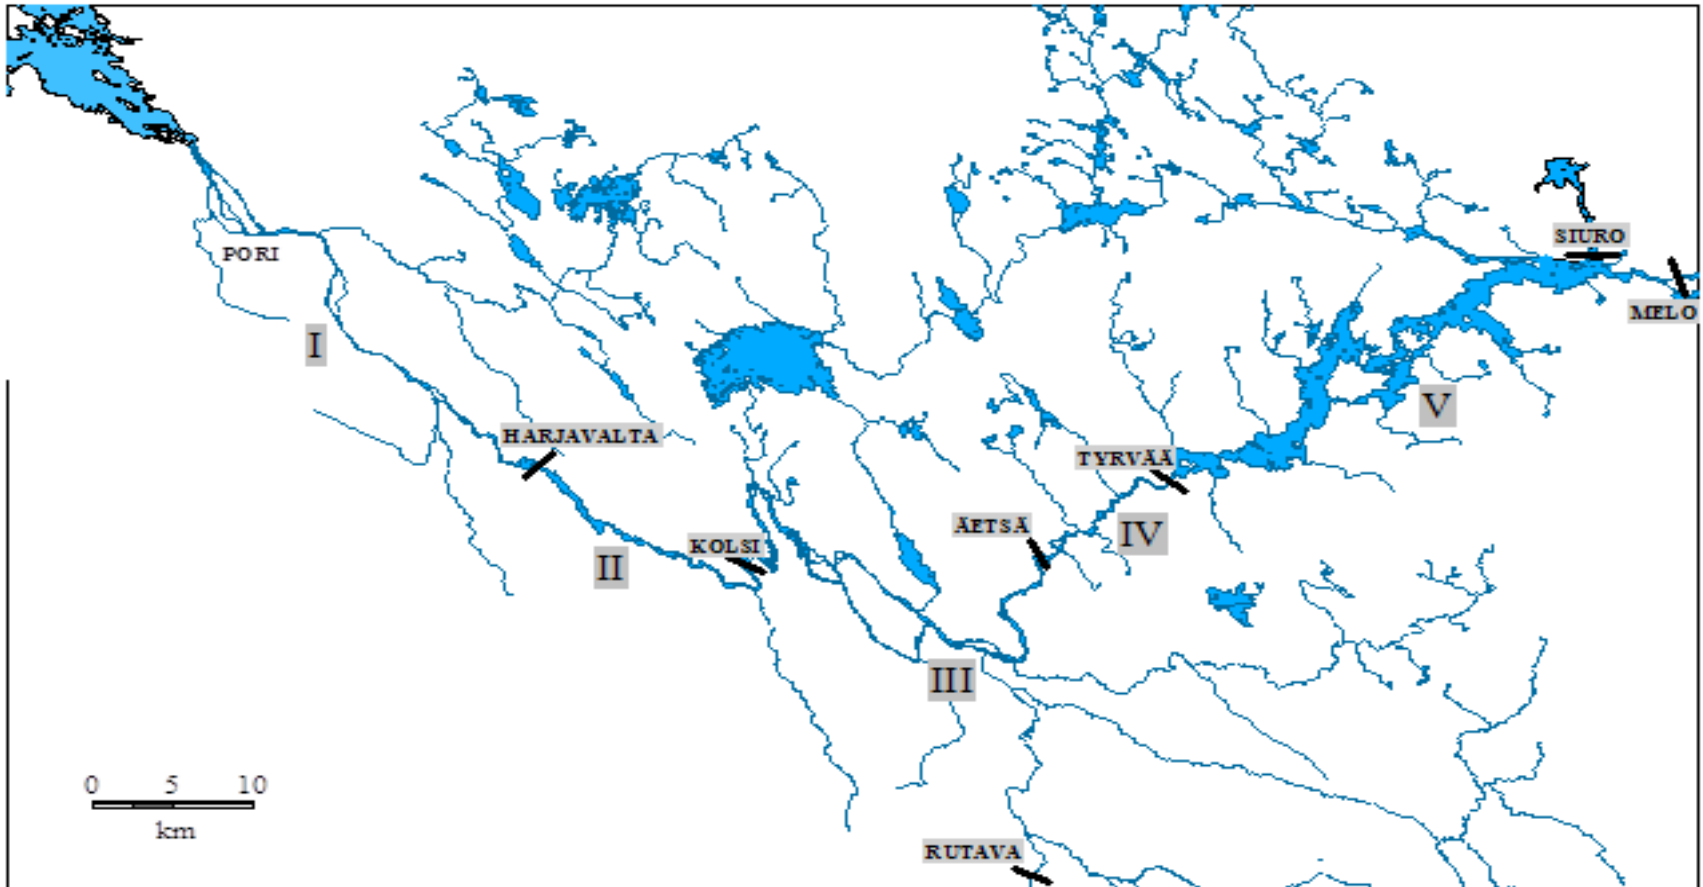 SIURO
PORI
MELO
I
V
HARJAVALTA
TYRVÄÄ
ÄETSÄ
IV
KOLSI
II
III
0 5 10
km
RUTAVA